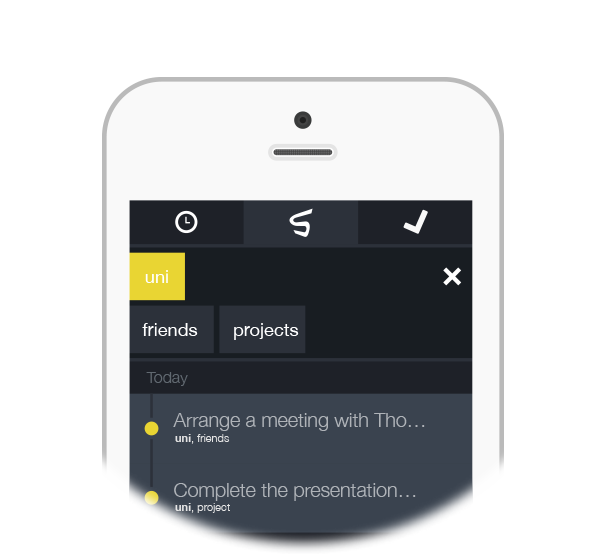 uni
friends projects
Today
Arrange a meeting with Tho…
uni, friends
Complete the presentation…
uni, project